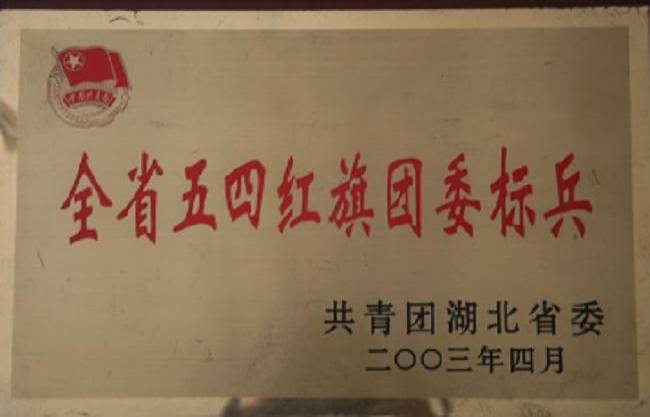 全省五四红旗团委标兵
共青团湖北省委
二〇〇三年四月